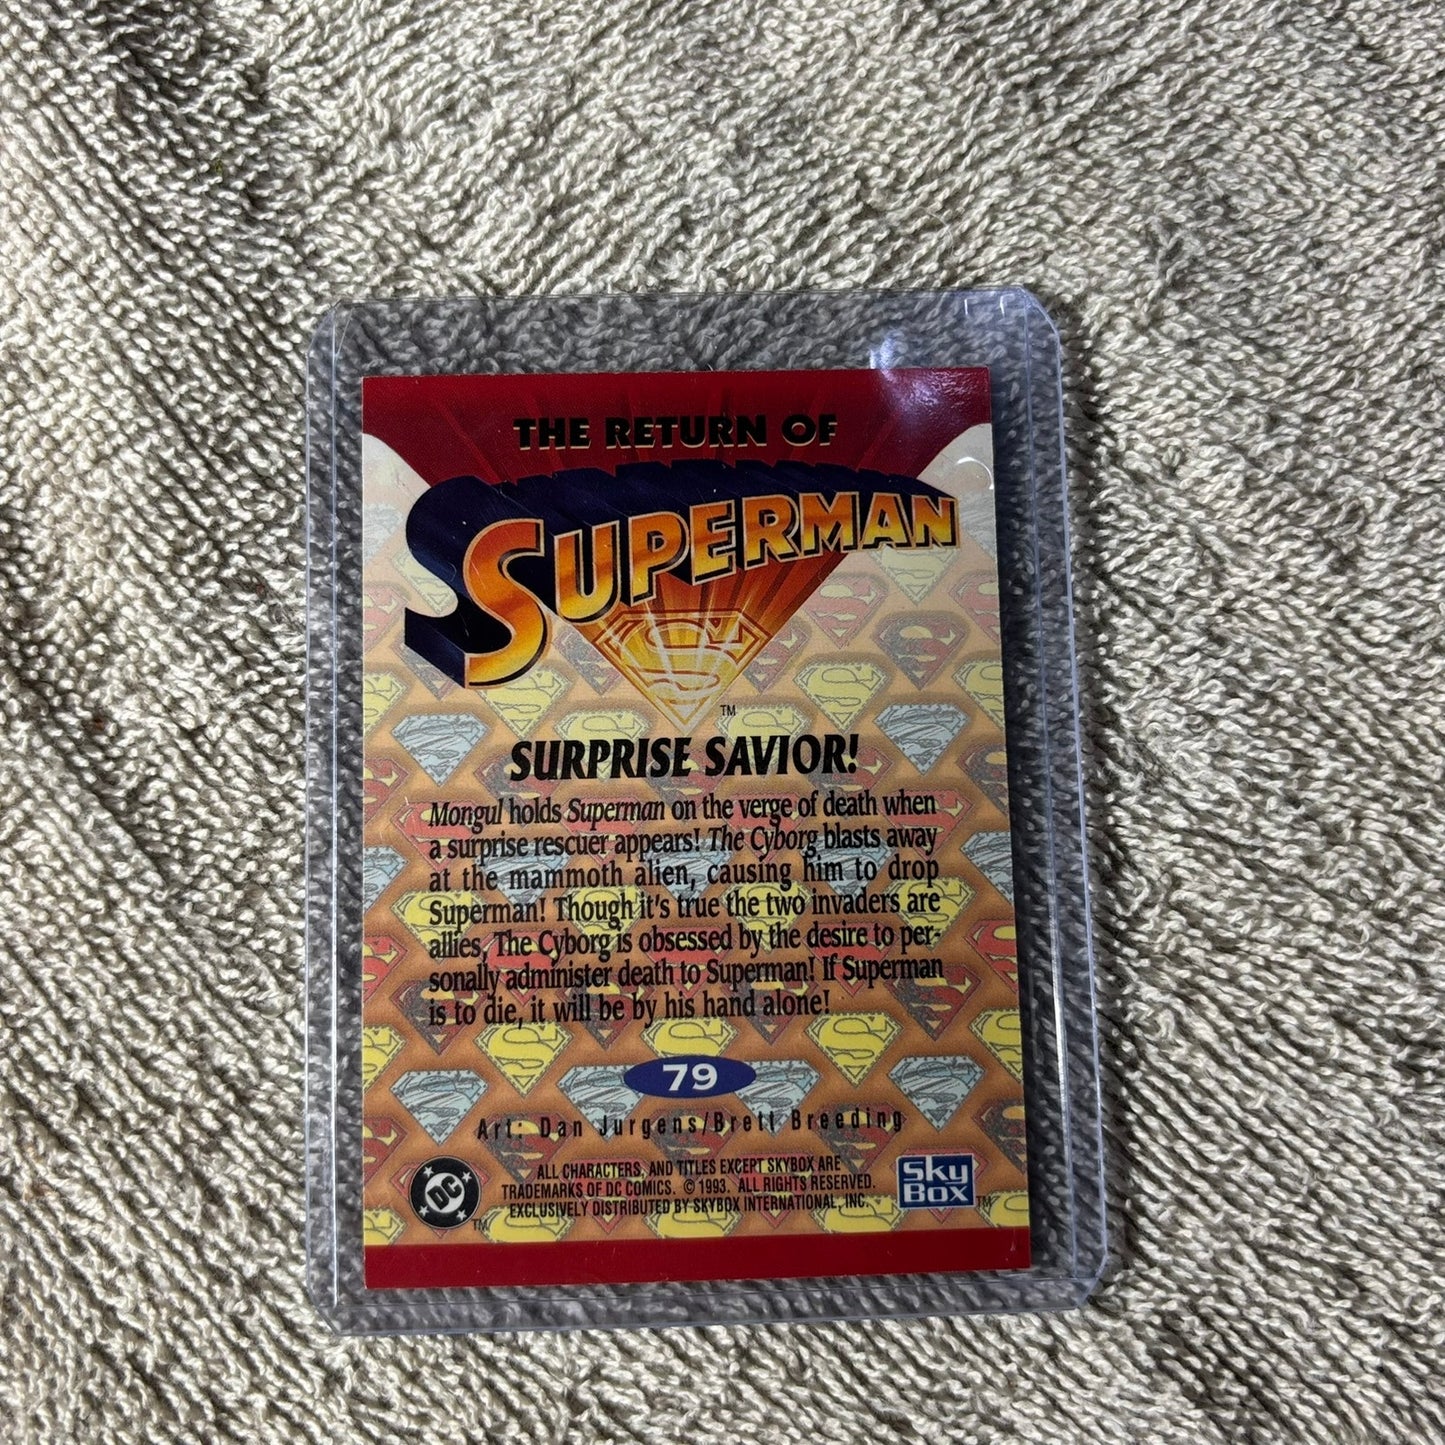 THE RETURN OF
SUPERMAN
TM
SURPRISE SAVIOR!
Mongul holds Superman on the verge of death when
a surprise rescuer appears! The Cyborg blasts away
at the mammoth alien, causing him to drop
Superman! Though it's true the two invaders are
allies, The Cyborg is obsessed by the desire to per-
sonally administer death to Superman! If Superman
is to die, it will be by his hand alone!
79
Art: Dan Jurgens/Brett Breeding
DC
TM
ALL CHARACTERS, AND TITLES EXCEPT SKYBOX ARE
TRADEMARKS OF DC COMICS. ©1993. ALL RIGHTS RESERVED.
EXCLUSIVELY DISTRIBUTED BY SKYBOX INTERNATIONAL, INC.
SKY
BOX
TM